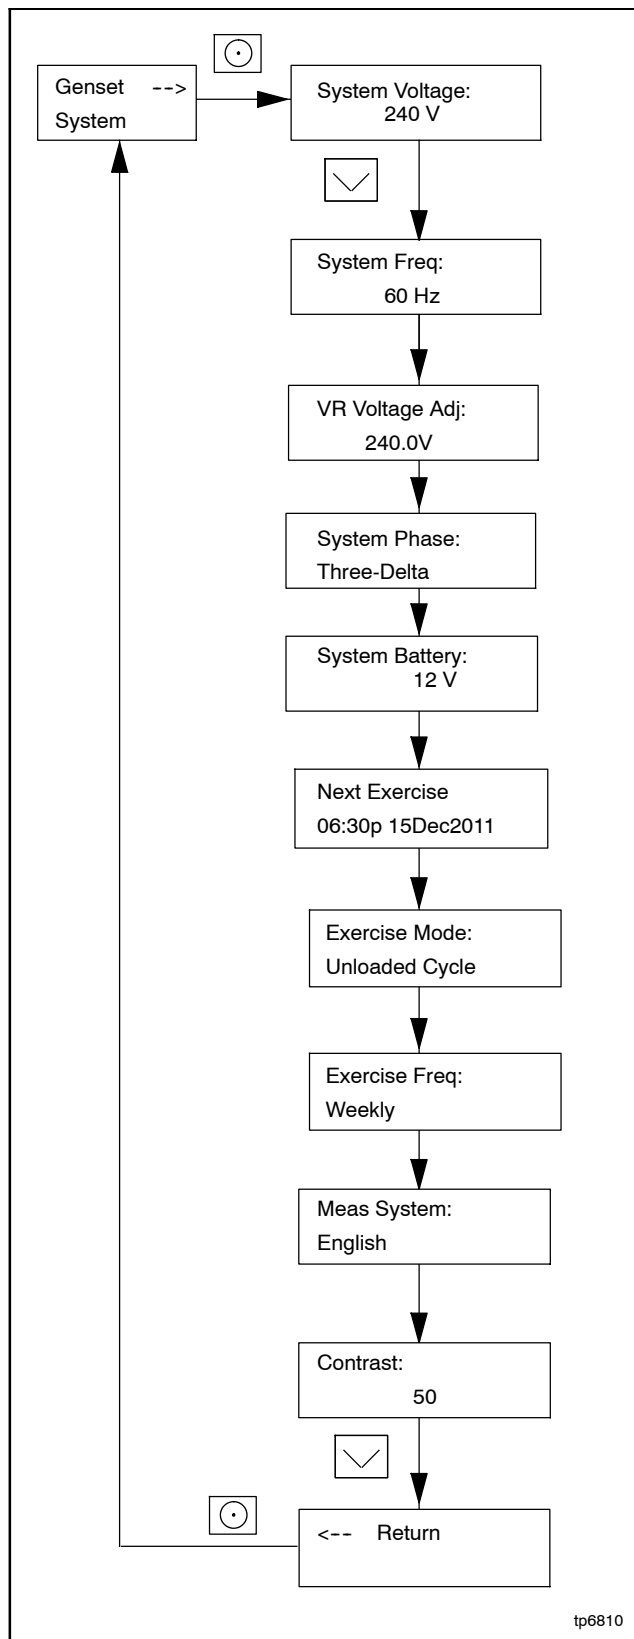 Genset -->
System
System Voltage:
240 V
System Freq:
60 Hz
VR Voltage Adj:
240.0V
System Phase:
Three-Delta
System Battery:
12 V
Next Exercise
06:30p 15Dec2011
Exercise Mode:
Unloaded Cycle
Exercise Freq:
Weekly
Meas System:
English
Contrast:
50
<-- Return
tp6810